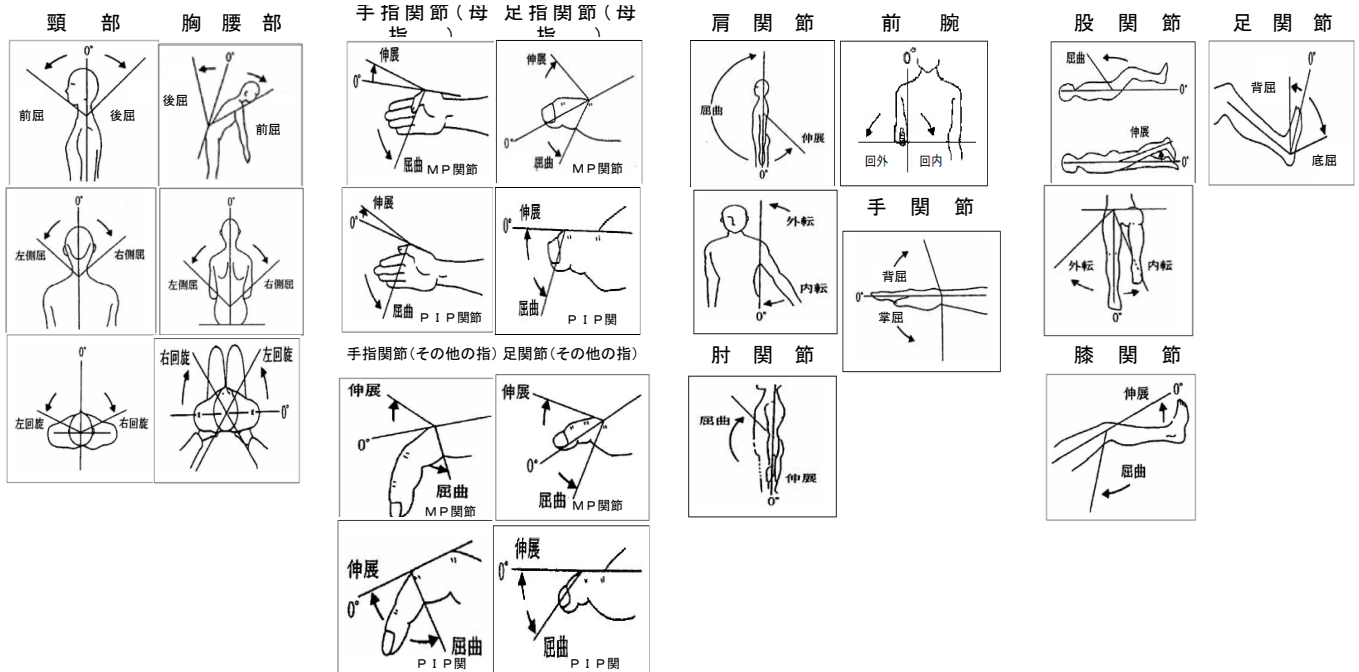 頸 部
0°
前屈
後屈
0°
左側屈
右側屈
0°
左回旋
右回旋
胸 腰 部
0°
後屈
前屈
0°
左側屈
右側屈
右回旋
左回旋
0°
手指関節(母指)
伸展
0°
屈曲
MP関節
伸展
0°
屈曲
PIP関節
足指関節(母指)
伸展
0°
屈曲
MP関節
伸展
0°
屈曲
PIP関
手指関節(その他の指)
伸展
0°
屈曲
MP関節
伸展
0°
屈曲
PIP関
足関節(その他の指)
伸展
0°
屈曲
MP関節
伸展
0°
屈曲
PIP関
肩 関 節
屈曲
伸展
0°
外転
内転
0°
肘 関 節
屈曲
伸展
0°
前 腕
0°
回外
回内
手 関 節
背屈
0°
掌屈
股 関 節
屈曲
0°
伸展
0°
外転
内転
0°
膝 関 節
伸展
0°
屈曲
足 関 節
0°
背屈
底屈